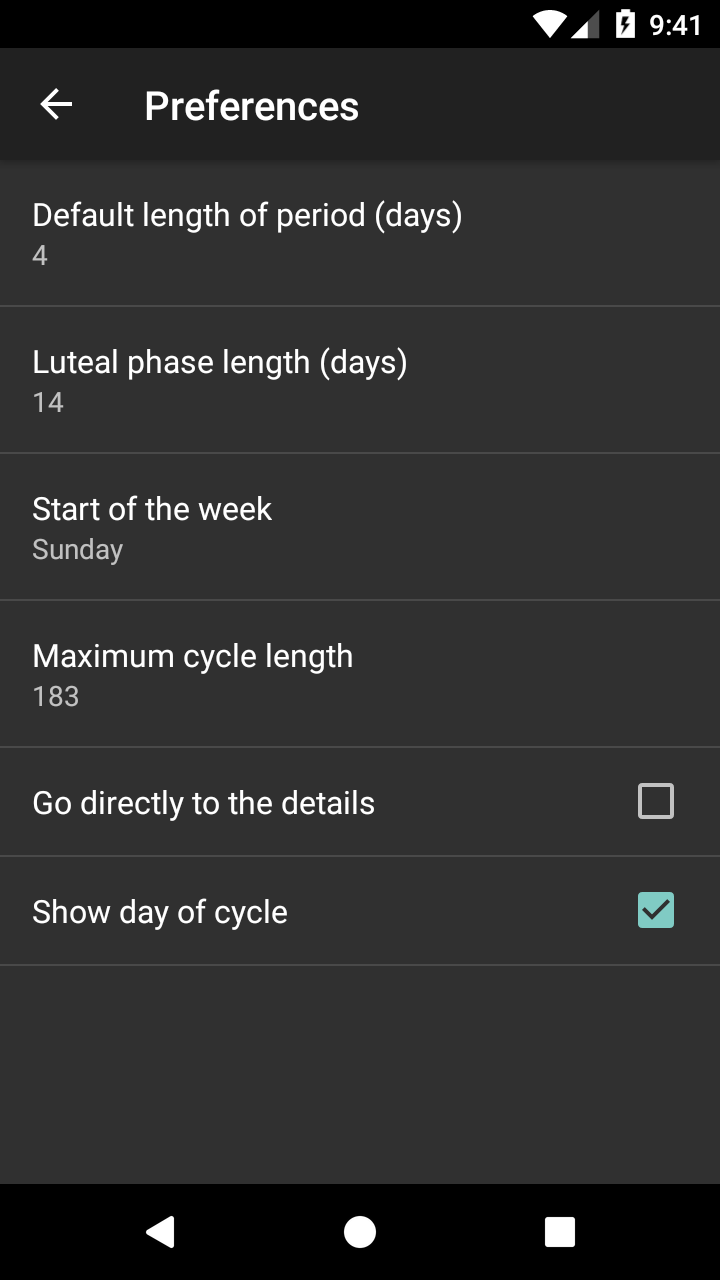 9:41
Preferences
Default length of period (days)
4
Luteal phase length (days)
14
Start of the week
Sunday
Maximum cycle length
183
Go directly to the details
Show day of cycle